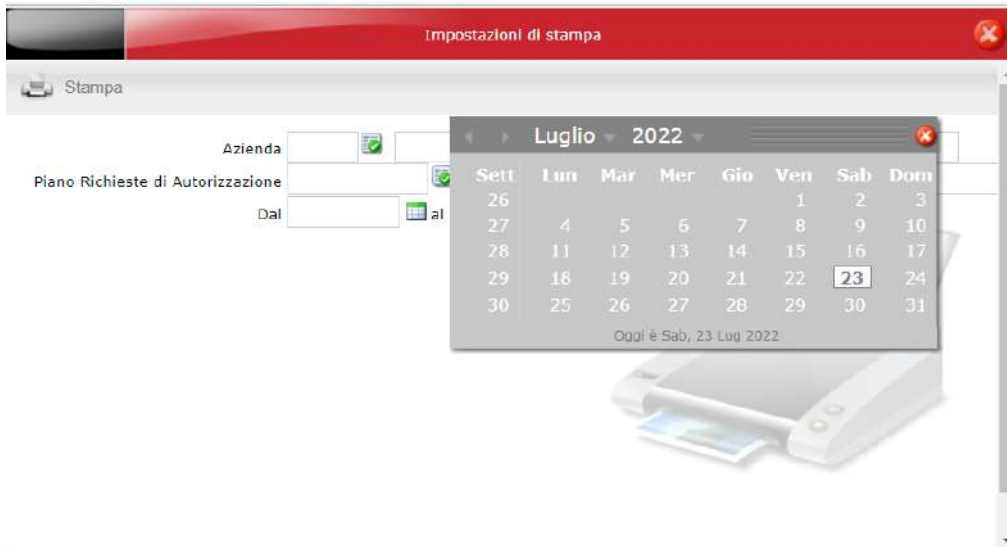 Impostazioni di stampa
Stampa
Azienda
Piano Richieste di Autorizzazione
Dal al
Luglio 2022
Sett Lun Mar Mer Gio Ven Sab Dom
26 1 2 3
27 4 5 6 7 8 9 10
28 11 12 13 14 15 16 17
29 18 19 20 21 22 23 24
30 25 26 27 28 29 30 31
Oggi è Sab, 23 Lug 2022